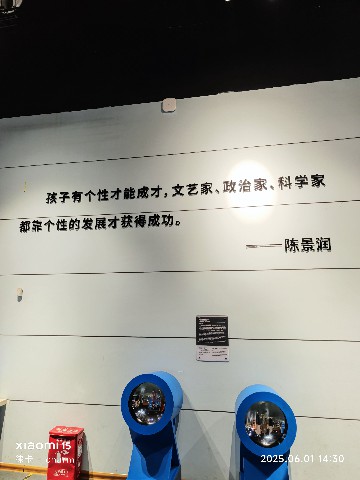 孩子有个性才能成才，文艺家、政治家、科学家
都靠个性的发展才获得成功。
——陈景润
xiaomi 15
2025.06.01 14:30